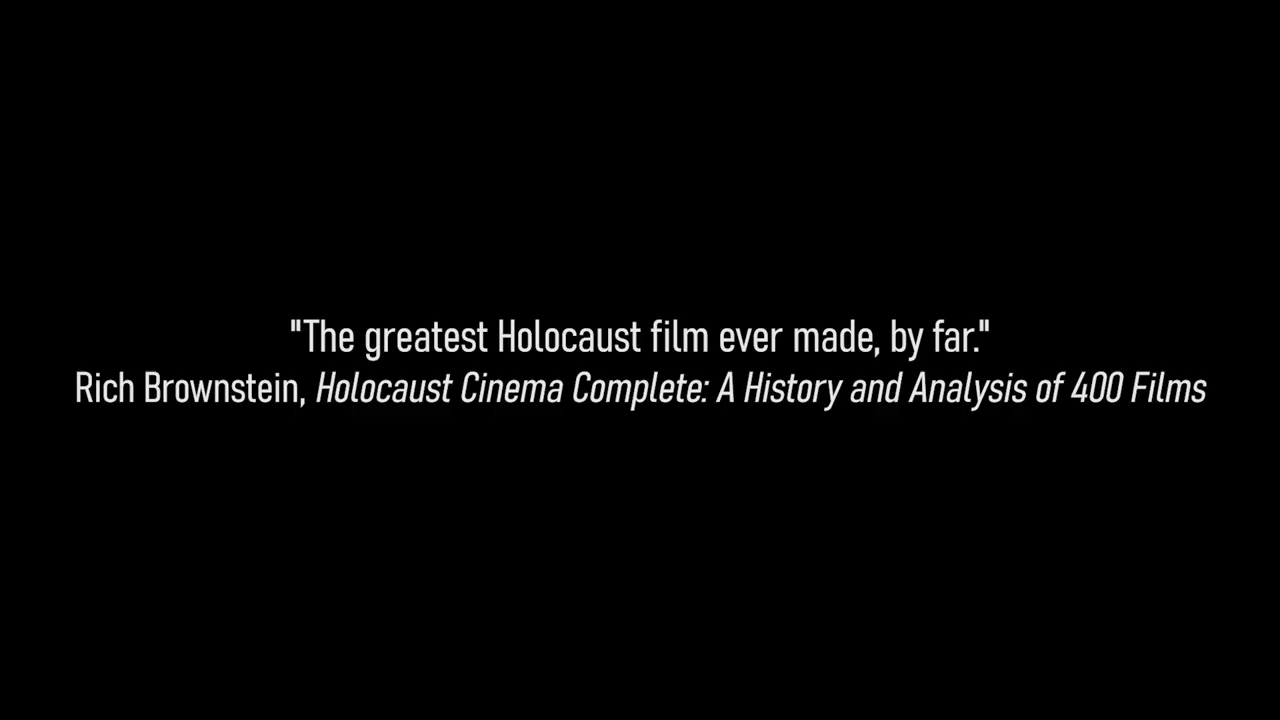 "The greatest Holocaust film ever made, by far."
Rich Brownstein, Holocaust Cinema Complete: A History and Analysis of 400 Films